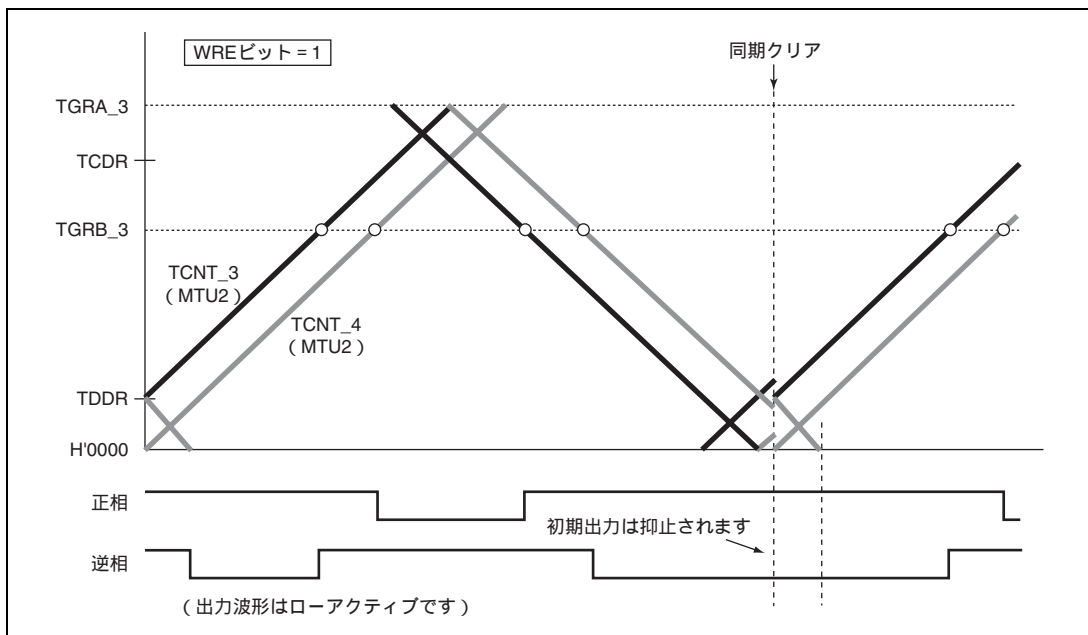 WREビット = 1
同期クリア
TGRA_3
TCDR
TGRB_3
TCNT_3
(MTU2)
TCNT_4
(MTU2)
TDDR
H'0000
正相
初期出力は抑止されます
逆相
(出力波形はローアクティブです)